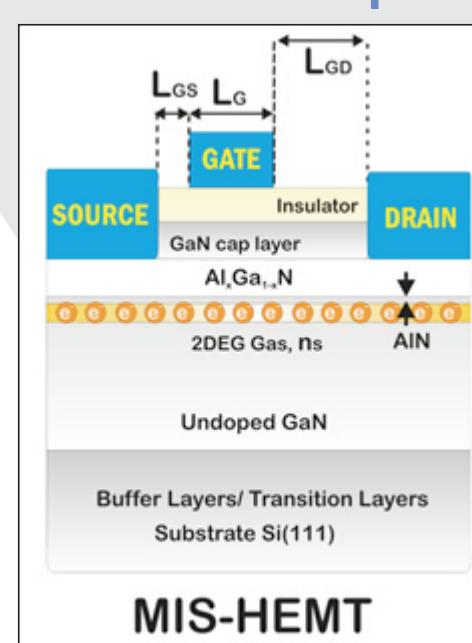 LGS LG LGD
GATE
SOURCE
Insulator
DRAIN
GaN cap layer
AlxGa1-xN
e e e e e e e e e e e e e e
2DEG Gas, ns
AlN
Undoped GaN
Buffer Layers/ Transition Layers
Substrate Si(111)
MIS-HEMT